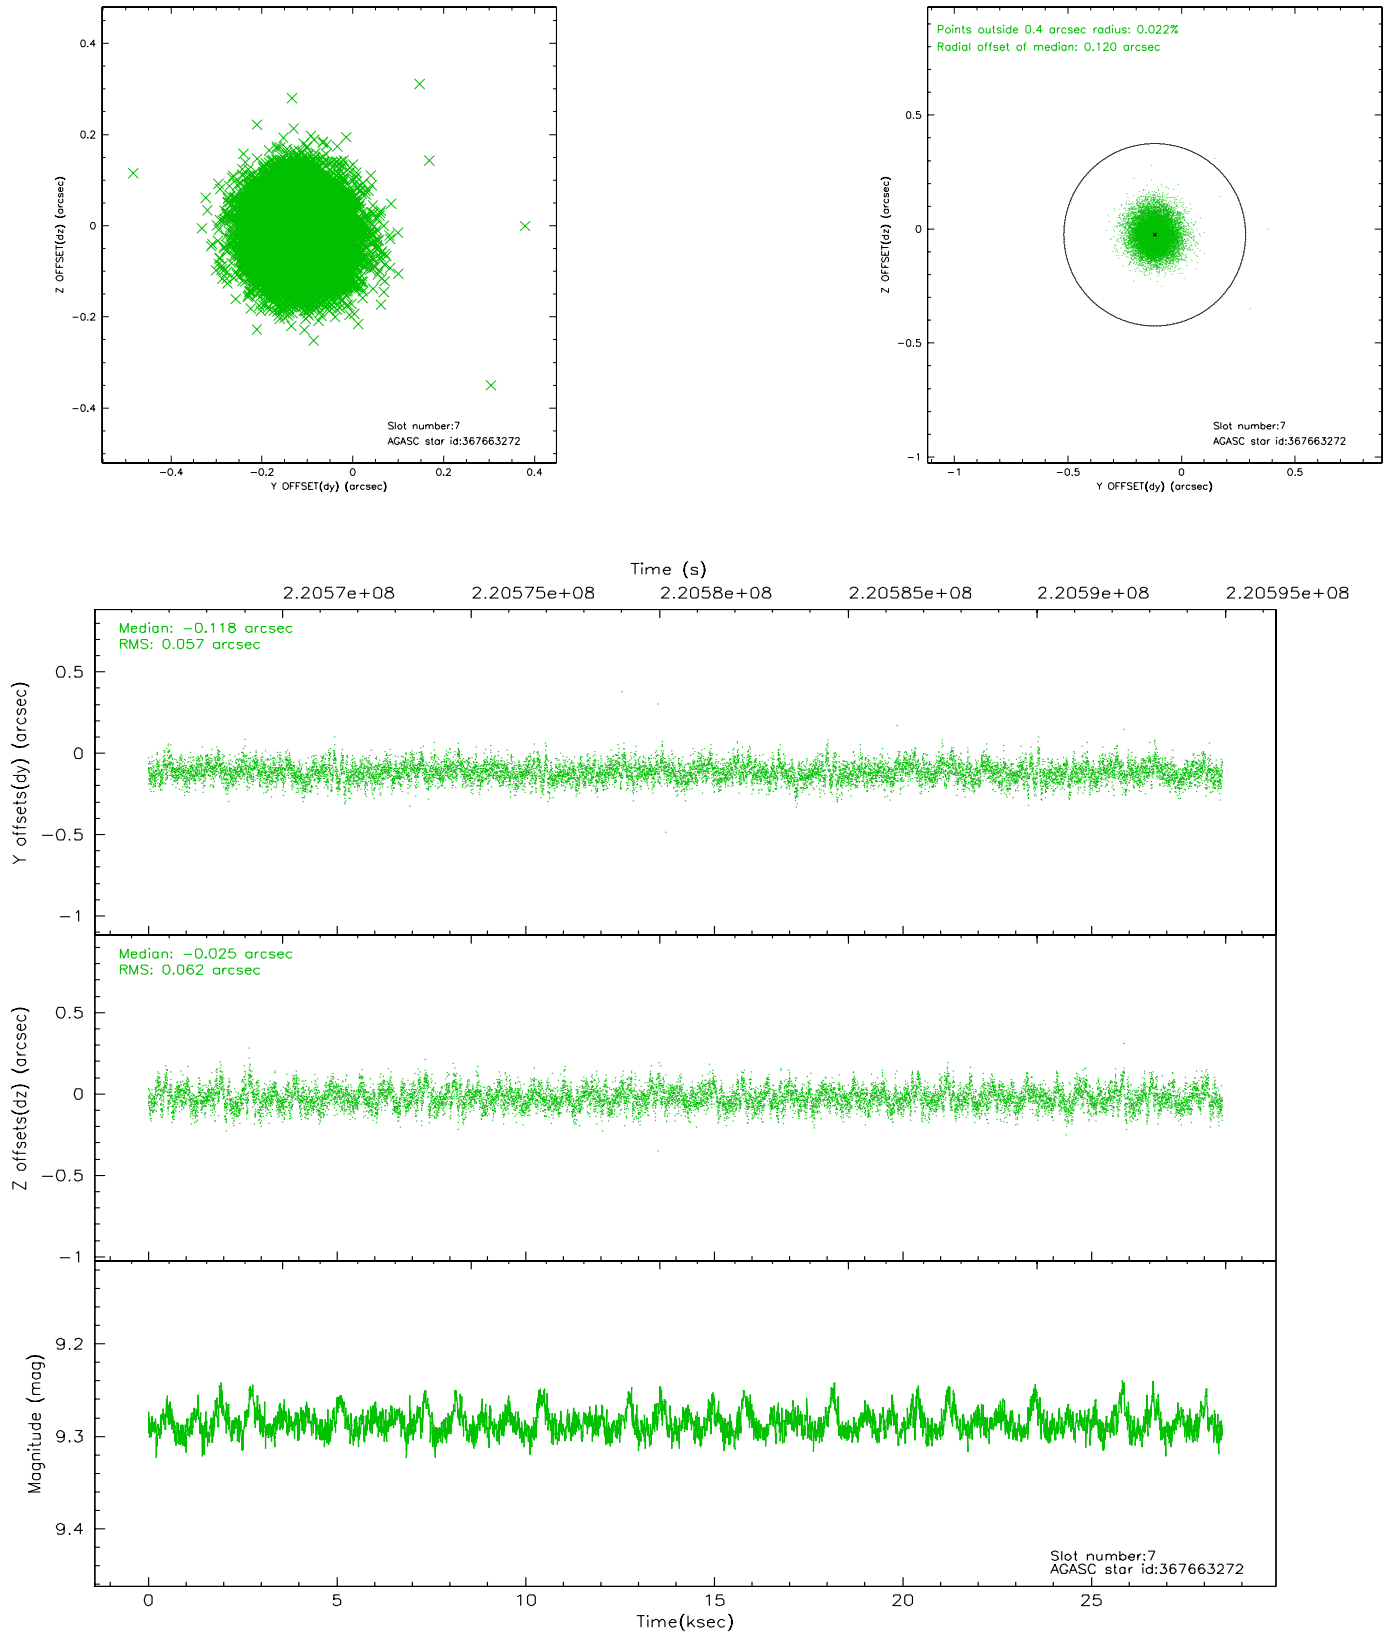 0.4
0.2
0
−0.2
−0.4
Z OFFSET(dz) (arcsec)
Slot number:7
AGASC star id:367663272
−0.4 −0.2 0 0.2 0.4
Y OFFSET(dy) (arcsec)
Points outside 0.4 arcsec radius: 0.022%
Radial offset of median: 0.120 arcsec
0.5
0
−0.5
−1
Z OFFSET(dz) (arcsec)
Slot number:7
AGASC star id:367663272
−1 −0.5 0 0.5
Y OFFSET(dy) (arcsec)
Time (s)
2.2057e+08 2.20575e+08 2.2058e+08 2.20585e+08 2.2059e+08 2.20595e+08
Median: −0.118 arcsec
RMS: 0.057 arcsec
0.5
0
−0.5
−1
Y offsets(dy) (arcsec)
Median: −0.025 arcsec
RMS: 0.062 arcsec
0.5
0
−0.5
−1
Z offsets(dz) (arcsec)
9.2
9.3
9.4
Magnitude (mag)
Slot number:7
AGASC star id:367663272
0 5 10 15 20 25
Time(ksec)